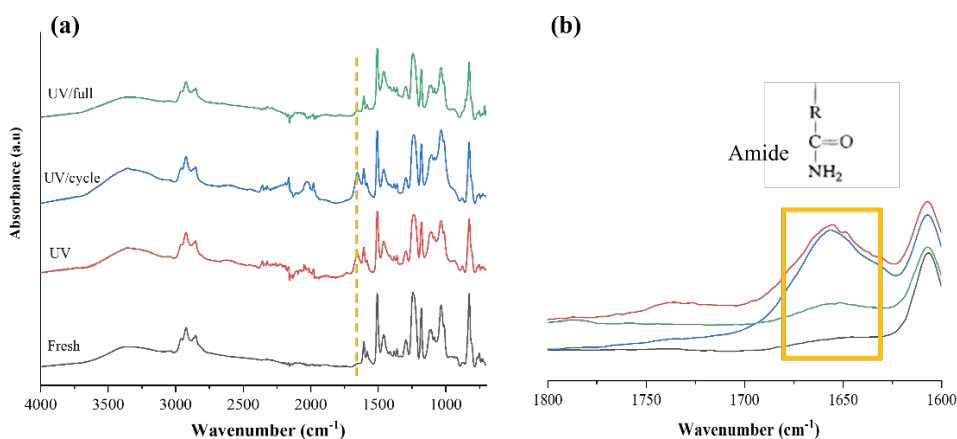 (a)
UV/full
UV/cycle
UV
Fresh
Absorbance (a.u)
4000 3500 3000 2500 2000 1500 1000
Wavenumber (cm⁻¹)
(b)
R
C=O
NH₂
Amide
1800 1750 1700 1650 1600
Wavenumber (cm⁻¹)